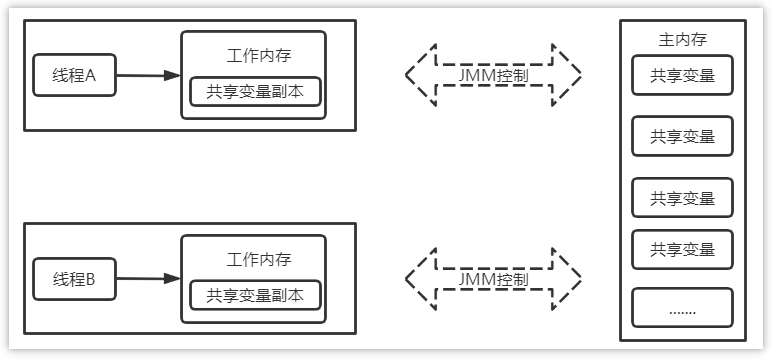 线程A
工作内存
共享变量副本
JMM控制
主内存
共享变量
共享变量
共享变量
共享变量
.......
线程B
工作内存
共享变量副本
JMM控制